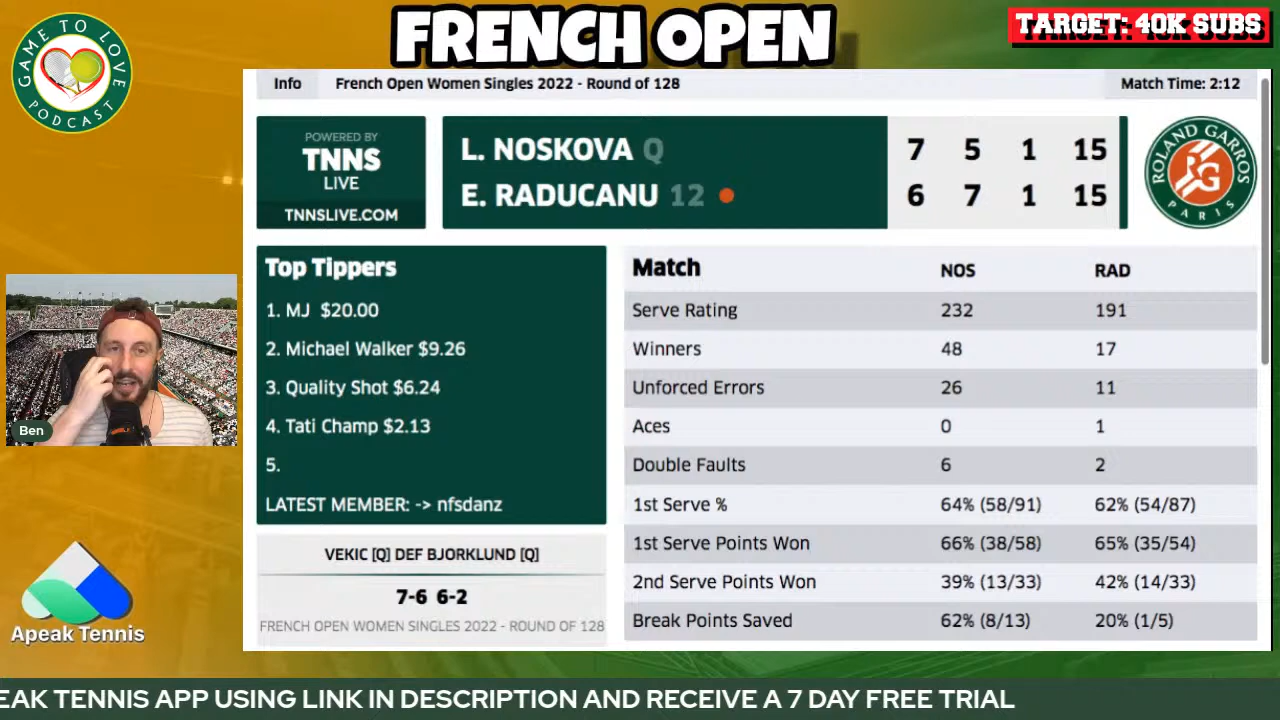 GAME TO LOVE
PODCAST
FRENCH OPEN
TARGET: 40K SUBS
Info French Open Women Singles 2022 - Round of 128 Match Time: 2:12
POWERED BY
TNNS
LIVE
TNNSLIVE.COM
L. NOSKOVA Q 7 5 1 15
E. RADUCANU 12 6 7 1 15
ROLAND GARROS
RG
PARIS
Top Tippers
1. MJ $20.00
2. Michael Walker $9.26
3. Quality Shot $6.24
4. Tati Champ $2.13
5.
LATEST MEMBER: -> nfsdanz
VEKIC [Q] DEF BJORKLUND [Q]
7-6 6-2
FRENCH OPEN WOMEN SINGLES 2022 - ROUND OF 128
Match NOS RAD
Serve Rating 232 191
Winners 48 17
Unforced Errors 26 11
Aces 0 1
Double Faults 6 2
1st Serve % 64% (58/91) 62% (54/87)
1st Serve Points Won 66% (38/58) 65% (35/54)
2nd Serve Points Won 39% (13/33) 42% (14/33)
Break Points Saved 62% (8/13) 20% (1/5)
Ben
Apeak Tennis
EAK TENNIS APP USING LINK IN DESCRIPTION AND RECEIVE A 7 DAY FREE TRIAL